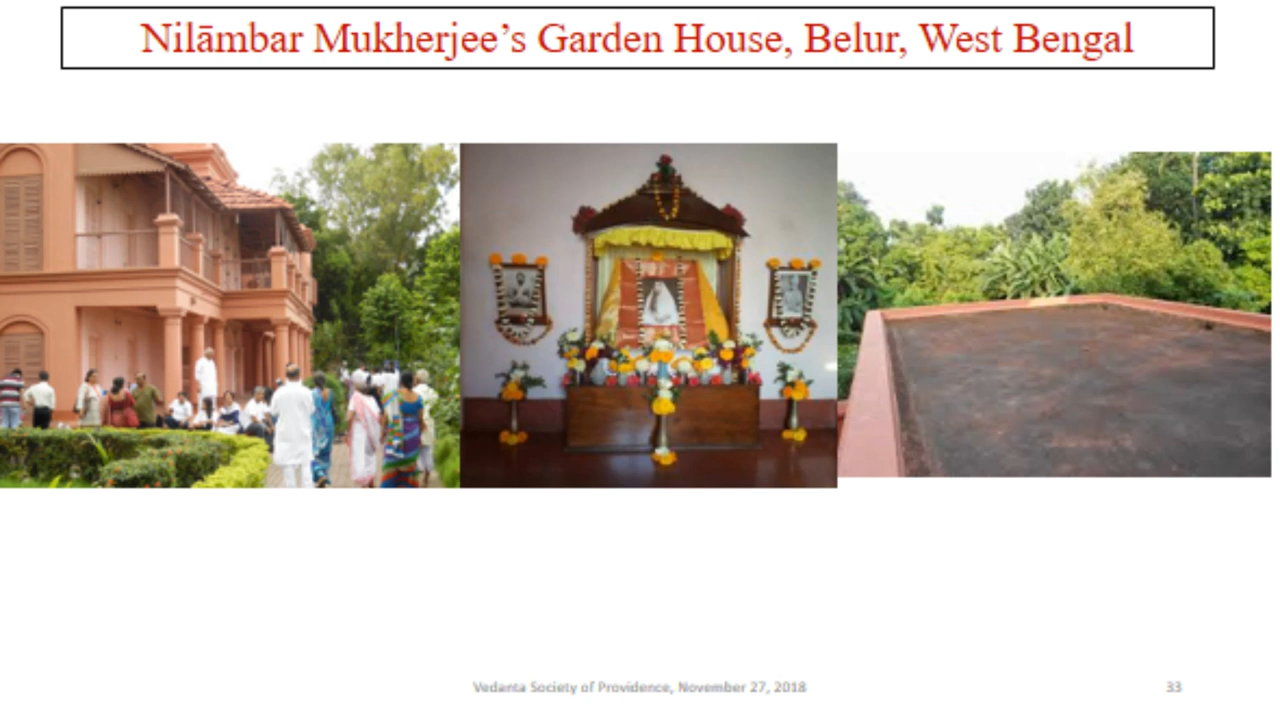 Nilāmbar Mukherjee’s Garden House, Belur, West Bengal
Vedanta Society of Providence, November 27, 2018
33